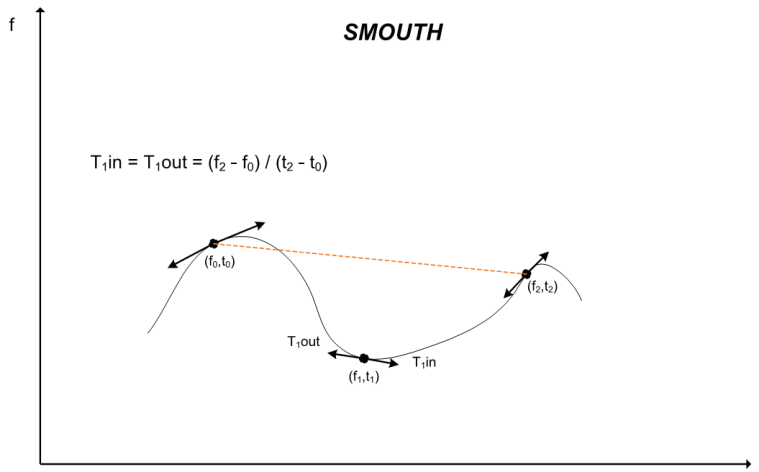 f
SMOUTH
T₁in = T₁out = (f₂ - f₀) / (t₂ - t₀)
(f₀,t₀)
(f₂,t₂)
T₁out
T₁in
(f₁,t₁)